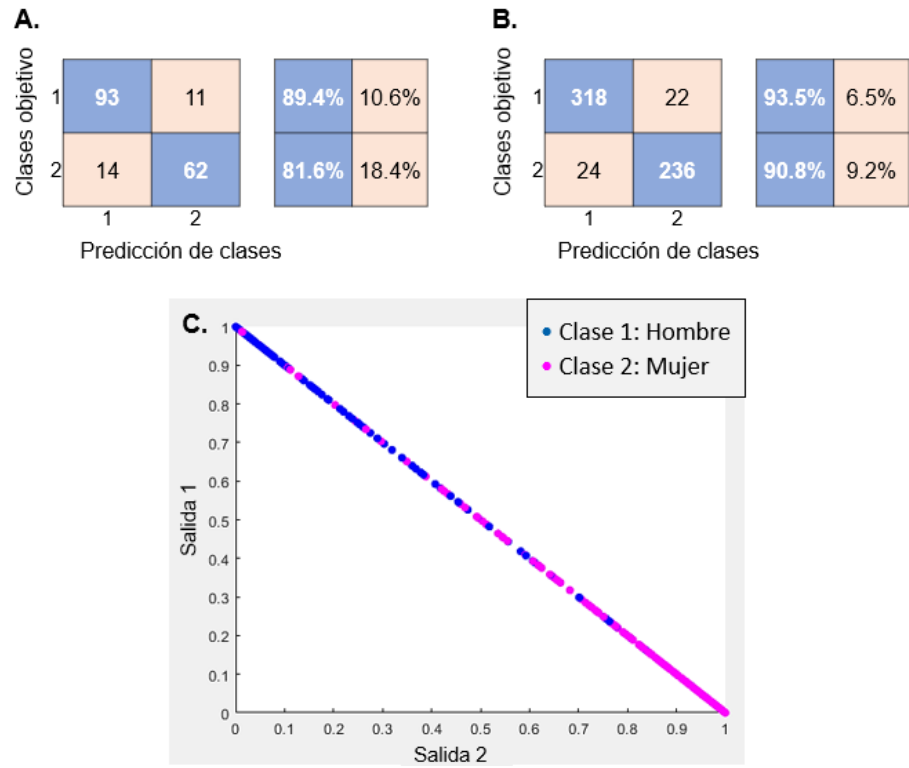 A.
Clases objetivo
1 93 11 89.4% 10.6%
2 14 62 81.6% 18.4%
1 2
Predicción de clases
B.
Clases objetivo
1 318 22 93.5% 6.5%
2 24 236 90.8% 9.2%
1 2
Predicción de clases
C.
Clase 1: Hombre
Clase 2: Mujer
Salida 1
1
0.9
0.8
0.7
0.6
0.5
0.4
0.3
0.2
0.1
0
0 0.1 0.2 0.3 0.4 0.5 0.6 0.7 0.8 0.9 1
Salida 2